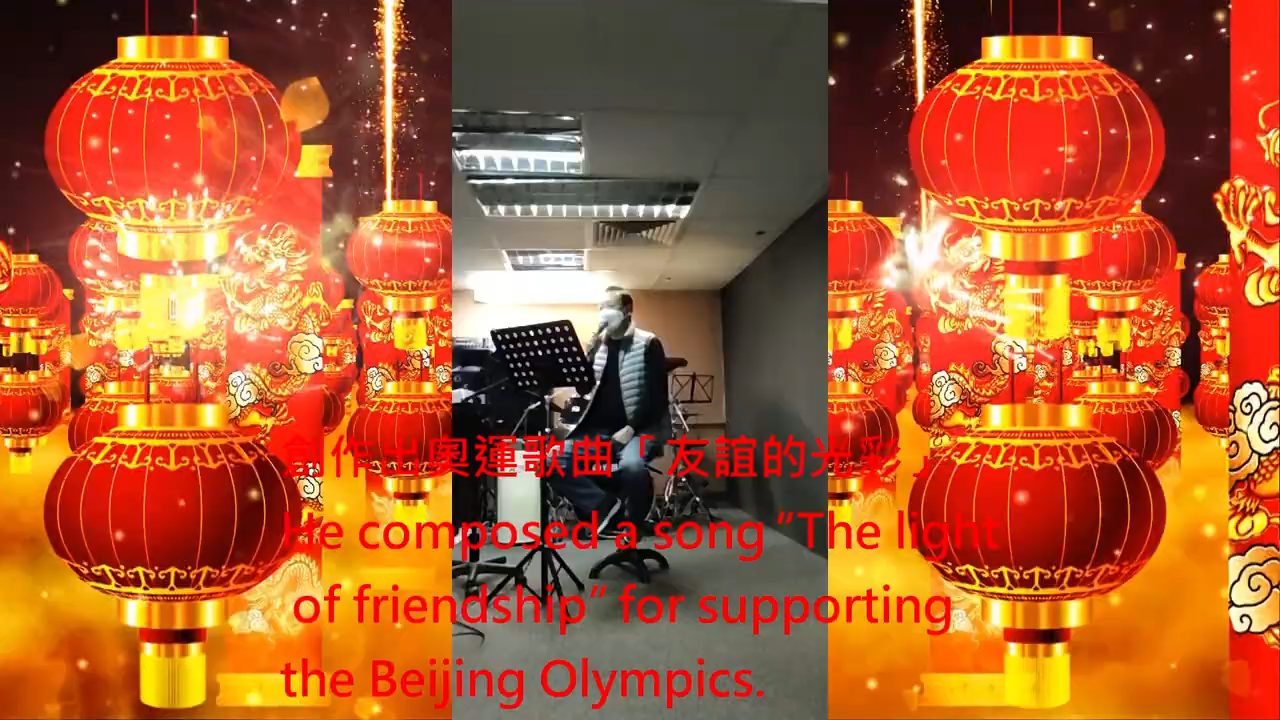 創作出奧運歌曲「友誼的光彩」
He composed a song “The light
of friendship” for supporting
the Beijing Olympics.